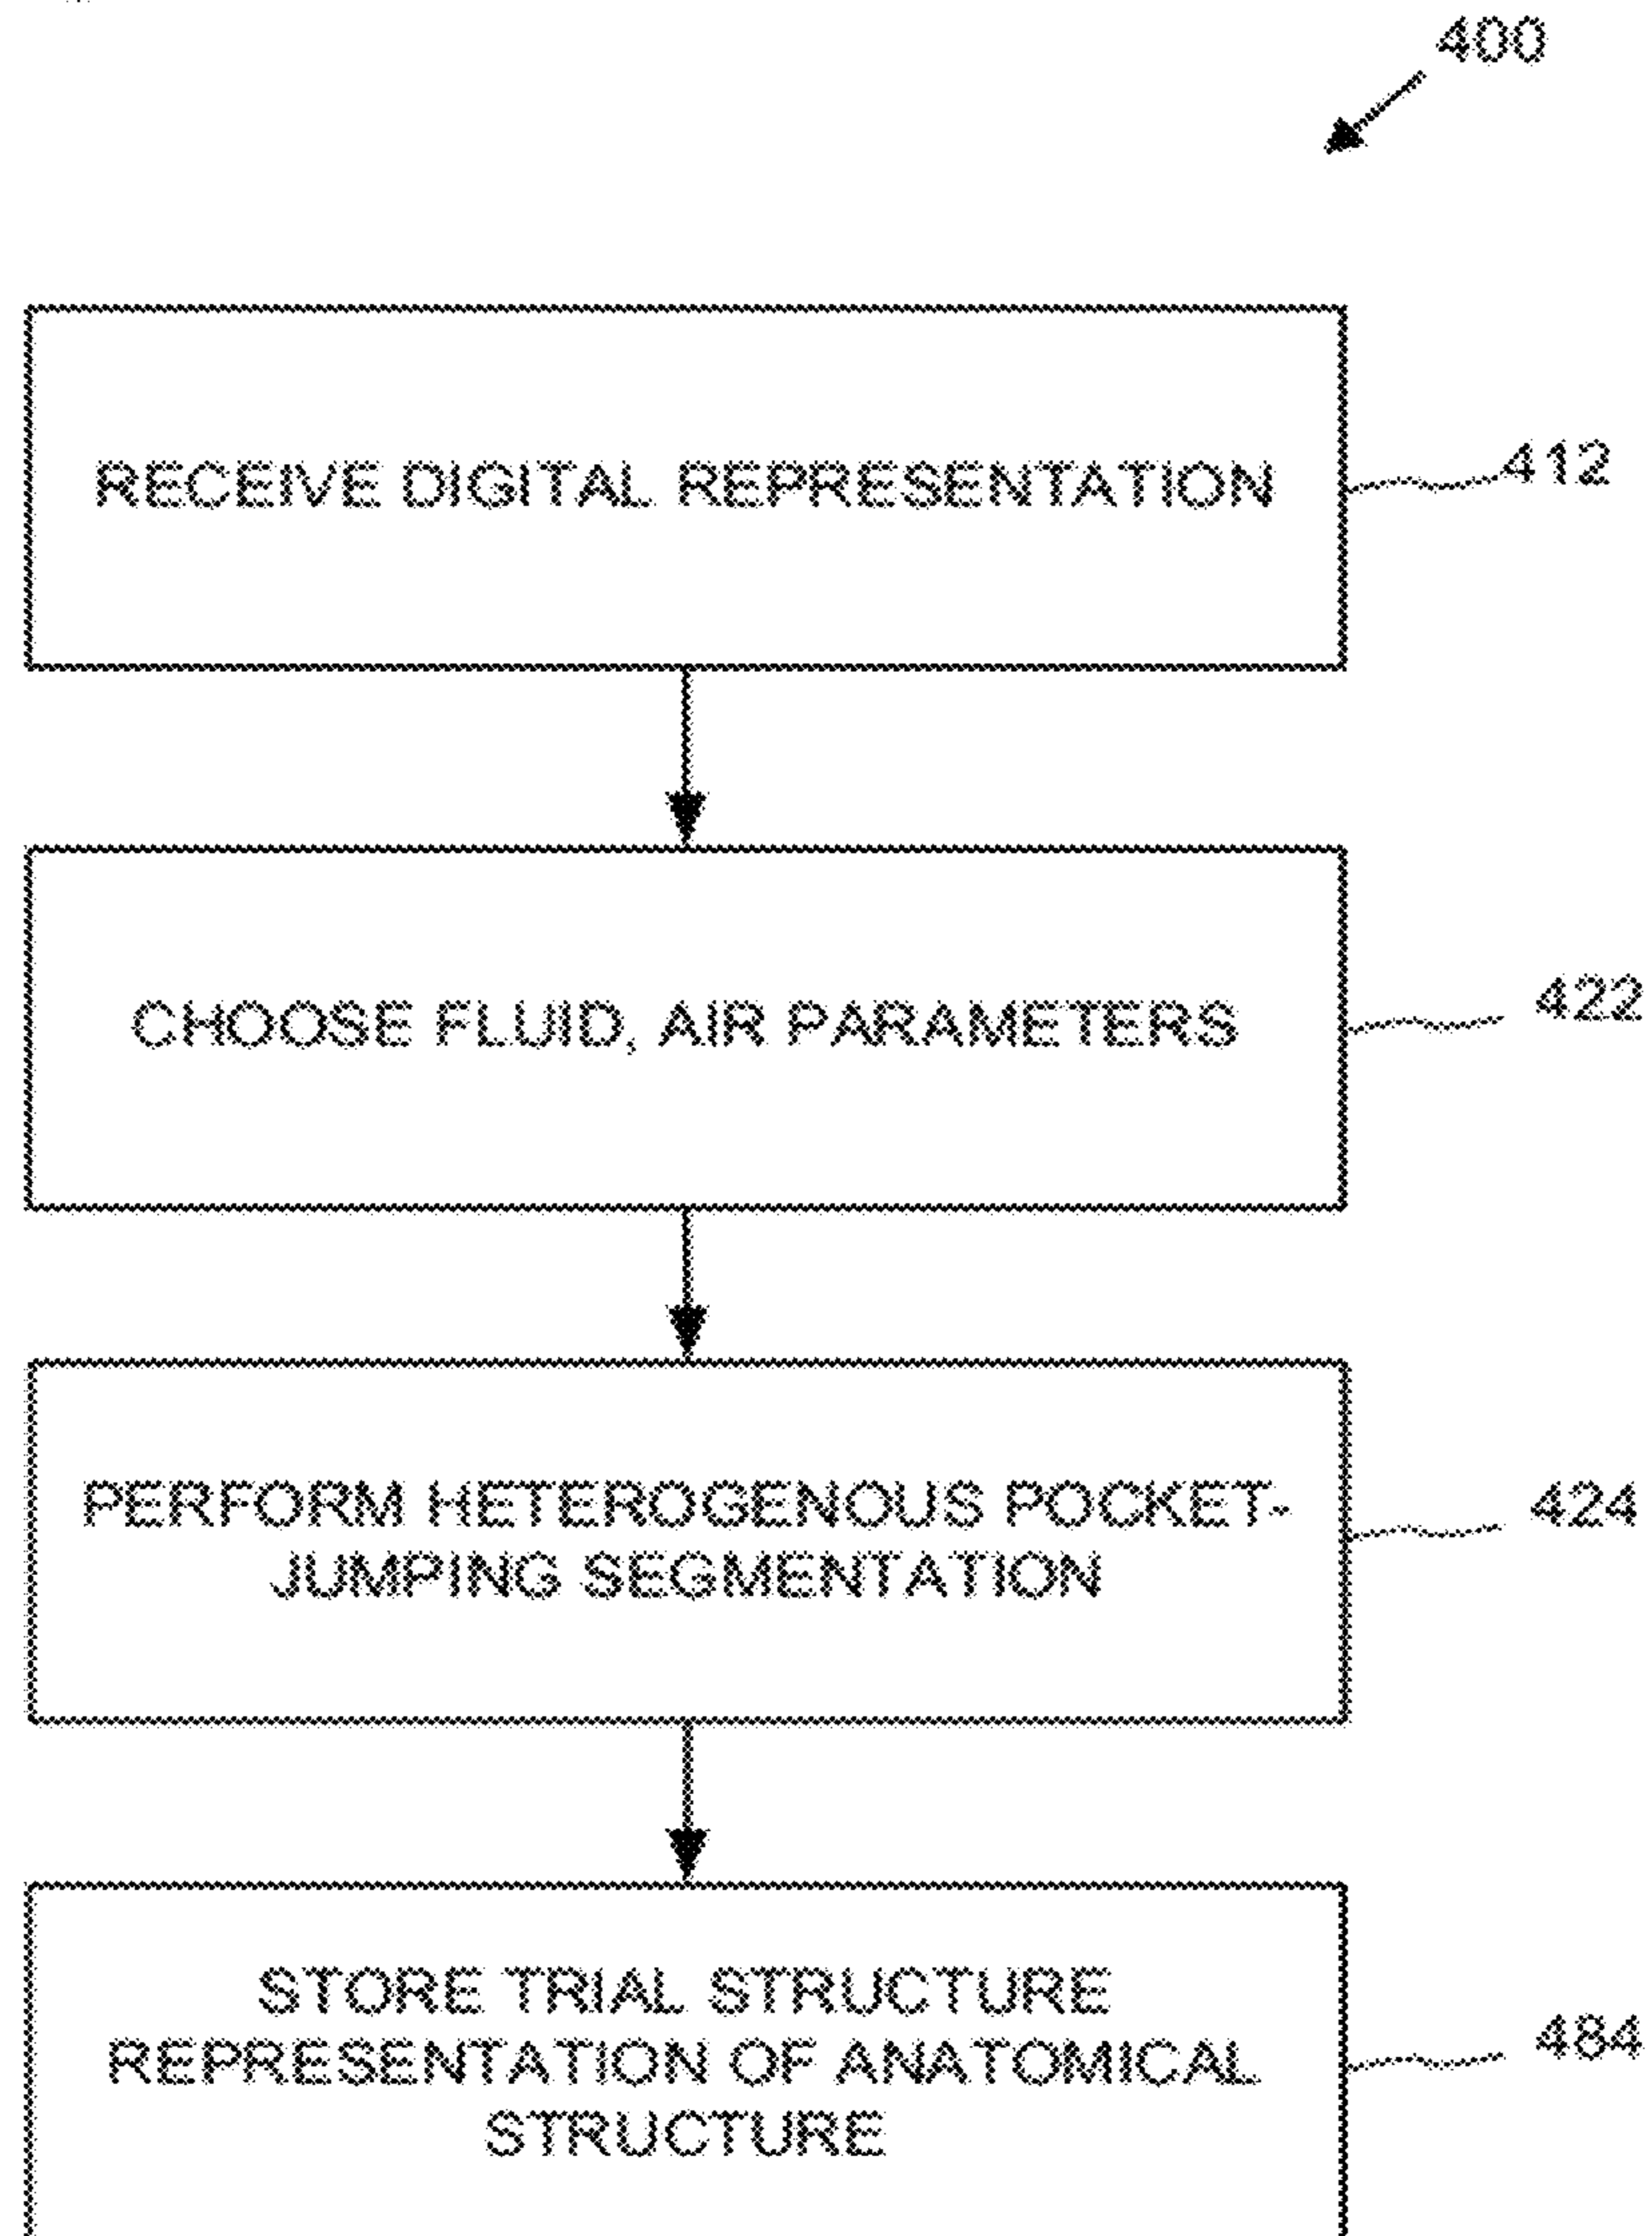 400
RECEIVE DIGITAL REPRESENTATION
412
CHOOSE FLUID, AIR PARAMETERS
422
PERFORM HETEROGENOUS POCKET-
JUMPING SEGMENTATION
424
STORE TRIAL STRUCTURE
REPRESENTATION OF ANATOMICAL
STRUCTURE
484